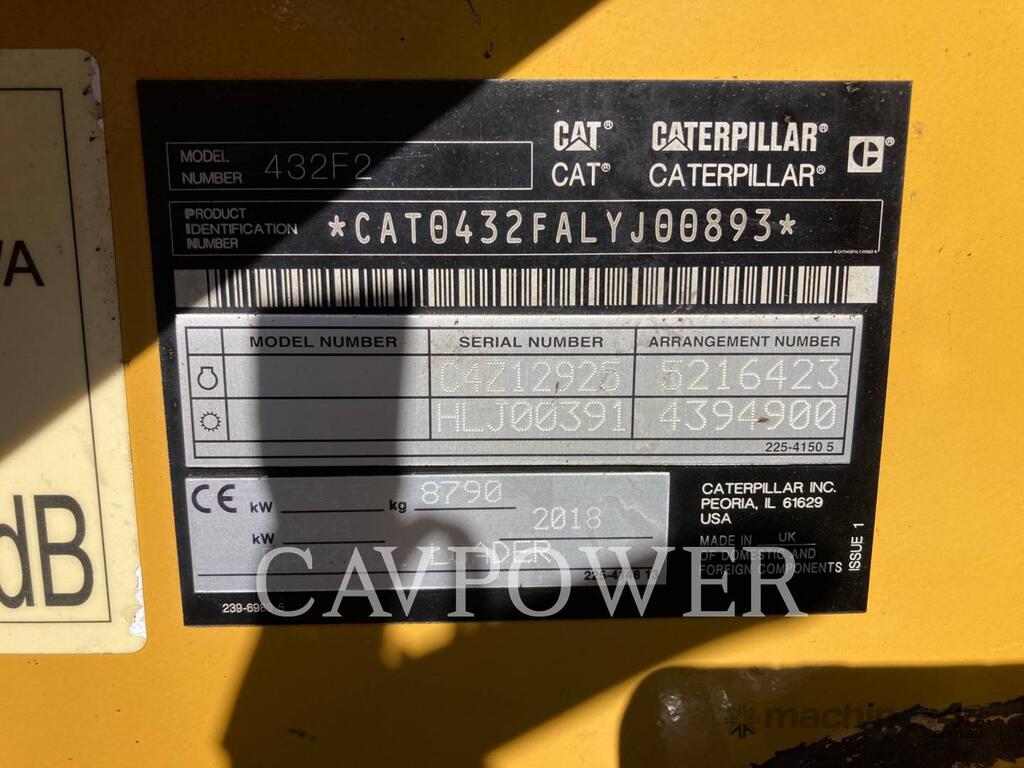 VA
dB
MODEL NUMBER 432F2
CAT® CATERPILLAR®
CAT® CATERPILLAR®
PRODUCT IDENTIFICATION NUMBER *CAT0432FALYJ00893*
MODEL NUMBER SERIAL NUMBER ARRANGEMENT NUMBER
C4Z12925 5216423
HLJ00391 4394900
225-4150 5
CE kW kg 8790
kW 2018
LOADER
CATERPILLAR INC.
PEORIA, IL 61629
USA
MADE IN UK
OF DOMESTIC AND
FOREIGN COMPONENTS
ISSUE 1
CAVPOWER